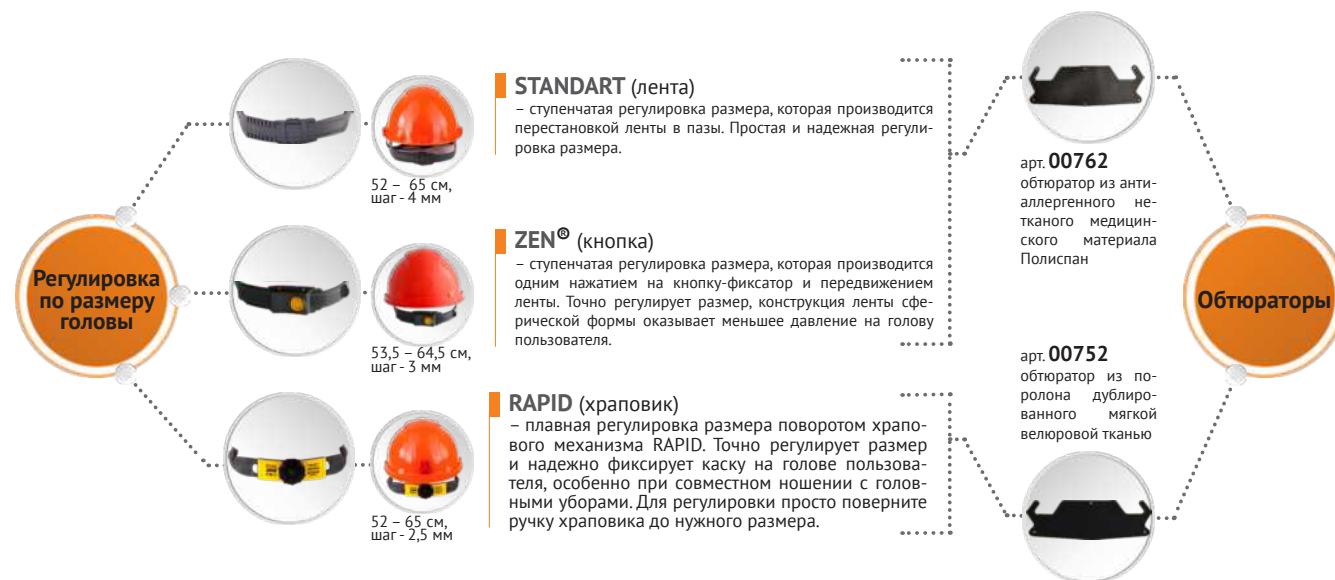 Регулировка
по размеру
головы
STANDART (лента)
– ступенчатая регулировка размера, которая производится
перестановкой ленты в пазы. Простая и надежная регули-
ровка размера.
52 – 65 см,
шаг - 4 мм
ZEN® (кнопка)
– ступенчатая регулировка размера, которая производится
одним нажатием на кнопку-фиксатор и передвижением
ленты. Точно регулирует размер, конструкция ленты сфе-
рической формы оказывает меньшее давление на голову
пользователя.
53,5 – 64,5 см,
шаг - 3 мм
RAPID (храповик)
– плавная регулировка размера поворотом храпо-
вого механизма RAPID. Точно регулирует размер
и надежно фиксирует каску на голове пользова-
теля, особенно при совместном ношении с голов-
ными уборами. Для регулировки просто поверните
ручку храповика до нужного размера.
52 – 65 см,
шаг - 2,5 мм
арт. 00762
обтюратор из анти-
аллергенного не-
тканого медицин-
ского материала
Полиспан
Обтюраторы
арт. 00752
обтюратор из по-
ролона дублиро-
ванного мягкой
велюровой тканью